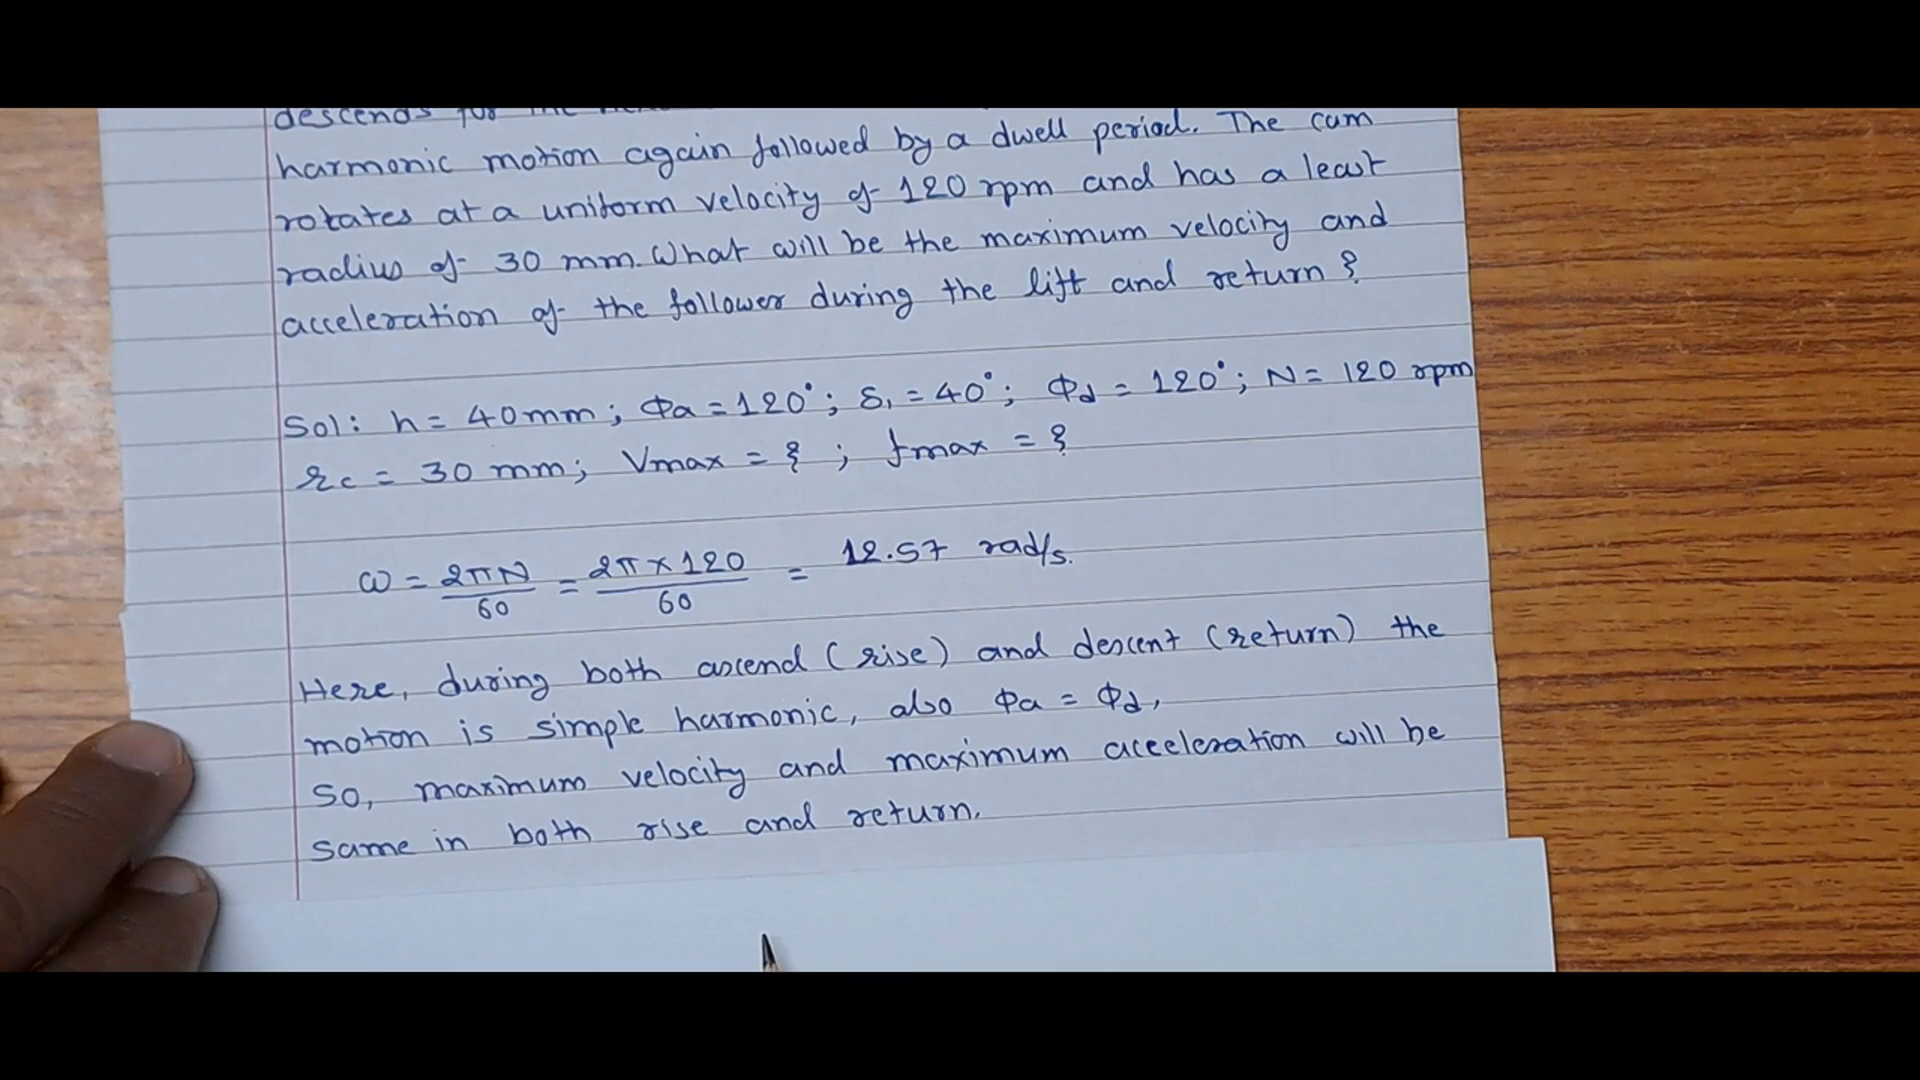 descends for the
harmonic motion again followed by a dwell period. The cam
rotates at a uniform velocity of 120 rpm and has a least
radius of 30 mm. What will be the maximum velocity and
acceleration of the follower during the lift and return?
Sol: h = 40mm; Φa = 120°; δ₁ = 40°; Φd = 120°; N = 120 rpm
rc = 30 mm; Vmax = ?; fmax = ?
ω = 2πN/60 = 2π×120/60 = 12.57 rad/s.
Here, during both ascend (rise) and descent (return) the
motion is simple harmonic, also Φa = Φd,
So, maximum velocity and maximum acceleration will be
same in both rise and return.